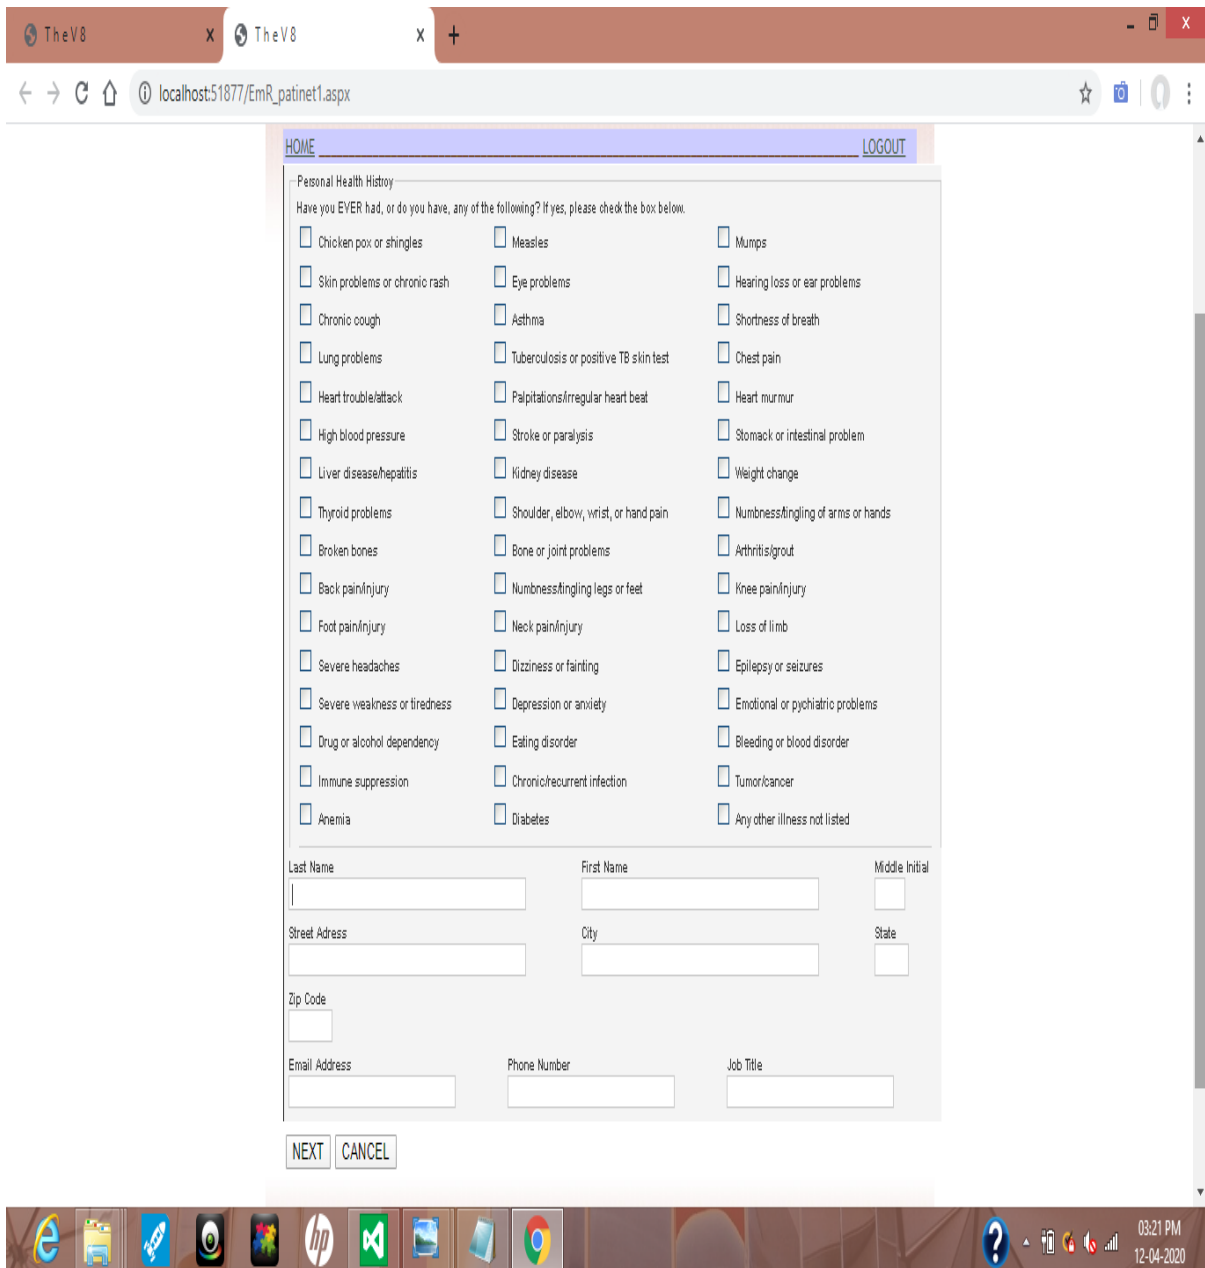 TheV8 x TheV8 x +
localhost:51877/EmR_patinet1.aspx
HOME LOGOUT
Personal Health Histroy
Have you EVER had, or do you have, any of the following? If yes, please check the box below.
Chicken pox or shingles Measles Mumps
Skin problems or chronic rash Eye problems Hearing loss or ear problems
Chronic cough Asthma Shortness of breath
Lung problems Tuberculosis or positive TB skin test Chest pain
Heart trouble/attack Palpitations/irregular heart beat Heart murmur
High blood pressure Stroke or paralysis Stomack or intestinal problem
Liver disease/hepatitis Kidney disease Weight change
Thyroid problems Shoulder, elbow, wrist, or hand pain Numbness/tingling of arms or hands
Broken bones Bone or joint problems Arthritis/grout
Back pain/injury Numbness/tingling legs or feet Knee pain/injury
Foot pain/injury Neck pain/injury Loss of limb
Severe headaches Dizziness or fainting Epilepsy or seizures
Severe weakness or tiredness Depression or anxiety Emotional or pychiatric problems
Drug or alcohol dependency Eating disorder Bleeding or blood disorder
Immune suppression Chronic/recurrent infection Tumor/cancer
Anemia Diabetes Any other illness not listed
Last Name First Name Middle Initial
Street Adress City State
Zip Code
Email Address Phone Number Job Title
NEXT CANCEL
hp
03:21 PM
12-04-2020